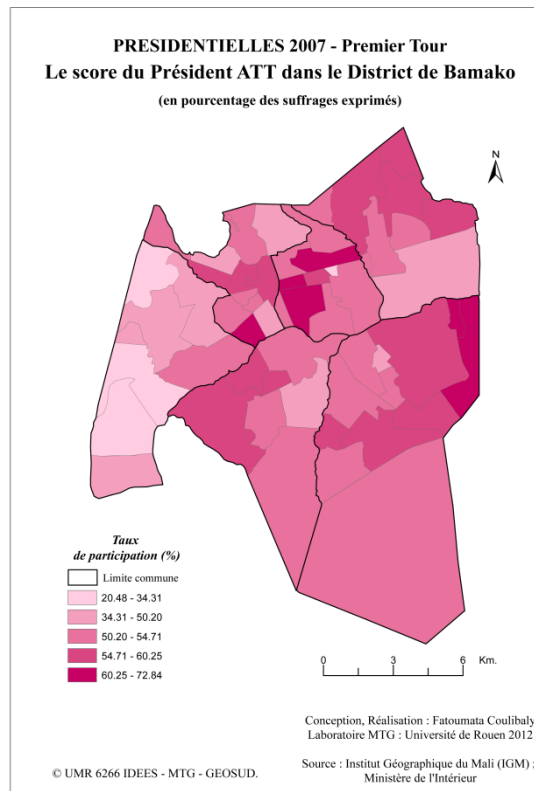 PRESIDENTIELLES 2007 - Premier Tour
Le score du Président ATT dans le District de Bamako
(en pourcentage des suffrages exprimés)
N
Taux
de participation (%)
Limite commune
20.48 - 34.31
34.31 - 50.20
50.20 - 54.71
54.71 - 60.25
60.25 - 72.84
0 3 6 Km.
Conception, Réalisation : Fatoumata Coulibaly
Laboratoire MTG : Université de Rouen 2012
© UMR 6266 IDEES - MTG - GEOSUD.
Source : Institut Géographique du Mali (IGM) ;
Ministère de l'Intérieur